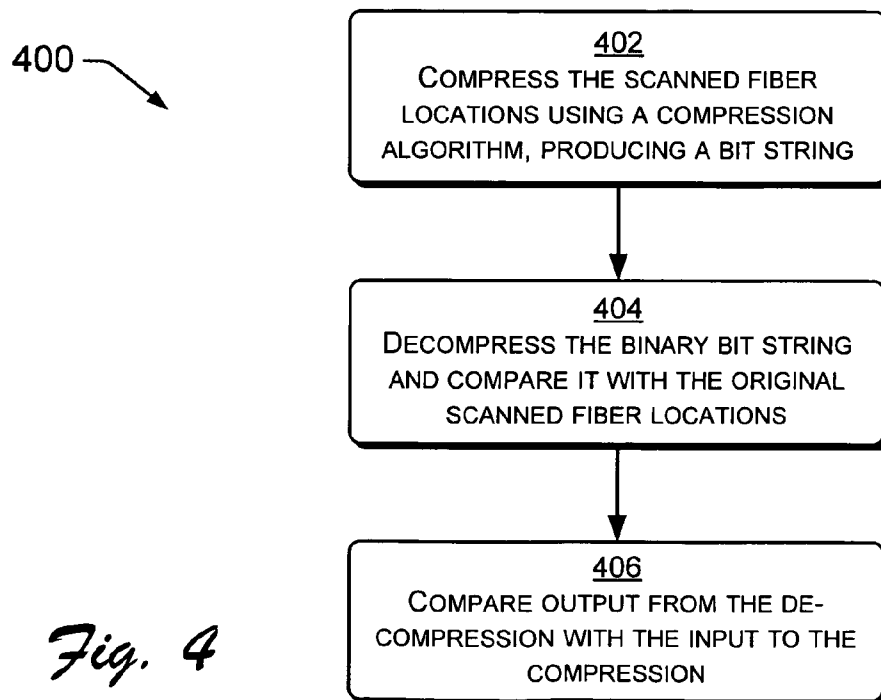 400
402
COMPRESS THE SCANNED FIBER
LOCATIONS USING A COMPRESSION
ALGORITHM, PRODUCING A BIT STRING
404
DECOMPRESS THE BINARY BIT STRING
AND COMPARE IT WITH THE ORIGINAL
SCANNED FIBER LOCATIONS
406
COMPARE OUTPUT FROM THE DE-
COMPRESSION WITH THE INPUT TO THE
COMPRESSION
Fig. 4